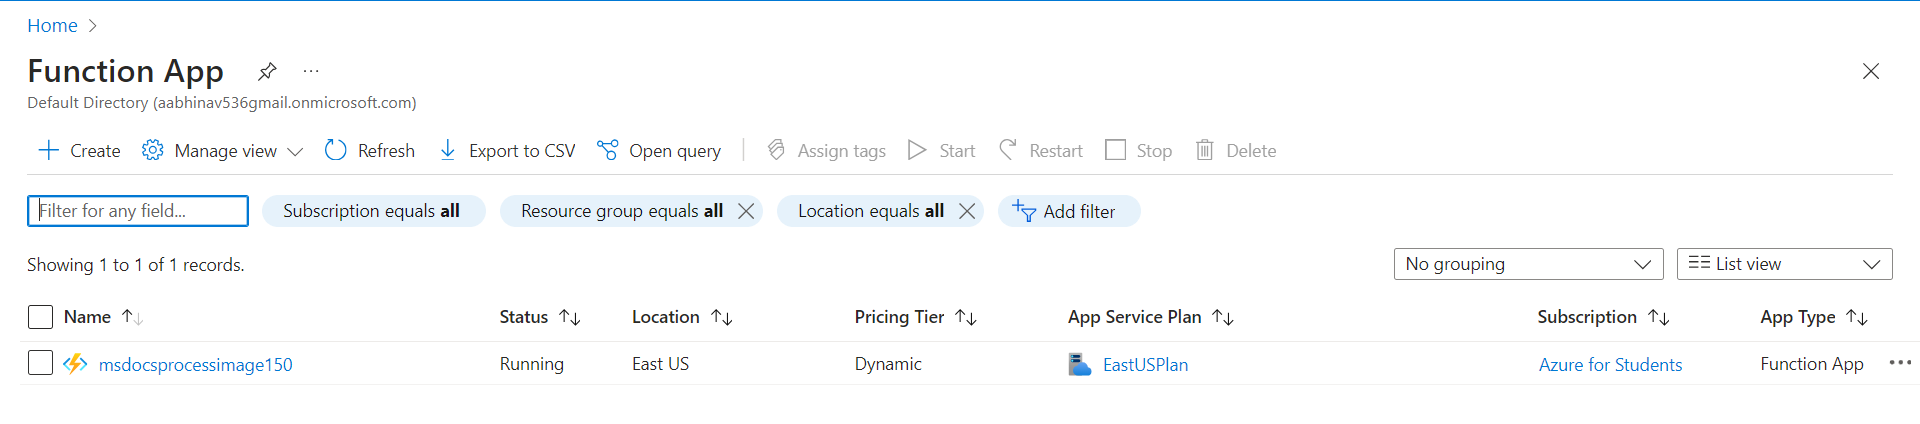 Home
Function App
Default Directory (aabhinav536gmail.onmicrosoft.com)
Create Manage view Refresh Export to CSV Open query Assign tags Start Restart Stop Delete
Filter for any field... Subscription equals all Resource group equals all Location equals all Add filter
Showing 1 to 1 of 1 records. No grouping List view
Name Status Location Pricing Tier App Service Plan Subscription App Type
msdocsprocessimage150 Running East US Dynamic EastUSPlan Azure for Students Function App